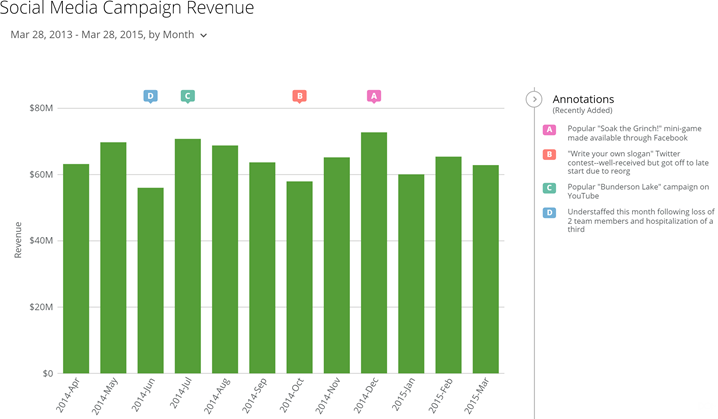 Social Media Campaign Revenue
Mar 28, 2013 - Mar 28, 2015, by Month
D
C
B
A
$80M
$60M
$40M
$20M
$0
Revenue
2014-Apr
2014-May
2014-Jun
2014-Jul
2014-Aug
2014-Sep
2014-Oct
2014-Nov
2014-Dec
2015-Jan
2015-Feb
2015-Mar
Annotations
(Recently Added)
A Popular "Soak the Grinch!" mini-game
made available through Facebook
B "Write your own slogan" Twitter
contest--well-received but got off to late
start due to reorg
C Popular "Bunderson Lake" campaign on
YouTube
D Understaffed this month following loss of
2 team members and hospitalization of a
third